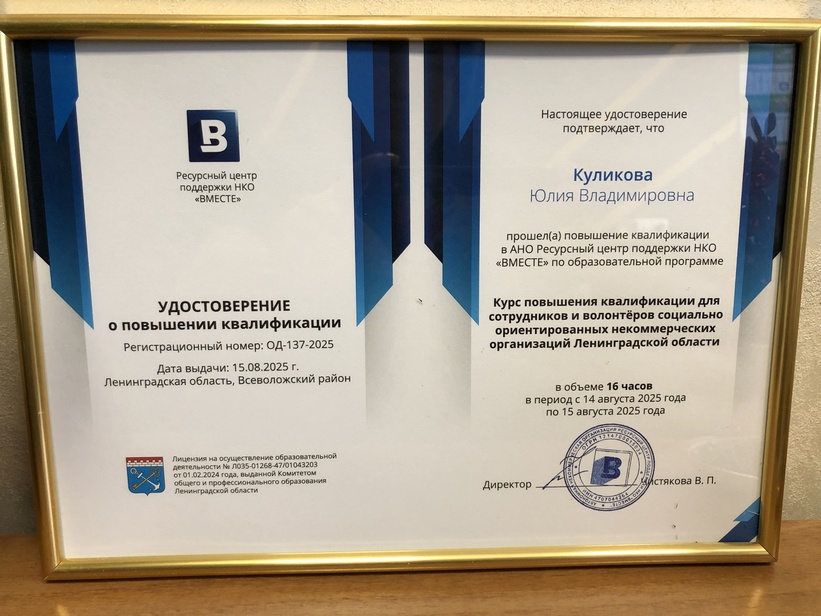 В
Ресурсный центр
поддержки НКО
«ВМЕСТЕ»
УДОСТОВЕРЕНИЕ
о повышении квалификации
Регистрационный номер: ОД-137-2025
Дата выдачи: 15.08.2025 г.
Ленинградская область, Всеволожский район
Лицензия на осуществление образовательной
деятельности № Л035-01268-47/01043203
от 01.02.2024 года, выданной Комитетом
общего и профессионального образования
Ленинградской области
Настоящее удостоверение
подтверждает, что
Куликова
Юлия Владимировна
прошел(а) повышение квалификации
в АНО Ресурсный центр поддержки НКО
«ВМЕСТЕ» по образовательной программе
Курс повышения квалификации для
сотрудников и волонтёров социально
ориентированных некоммерческих
организаций Ленинградской области
в объеме 16 часов
в период с 14 августа 2025 года
по 15 августа 2025 года
В
Директор
Чистякова В. П.